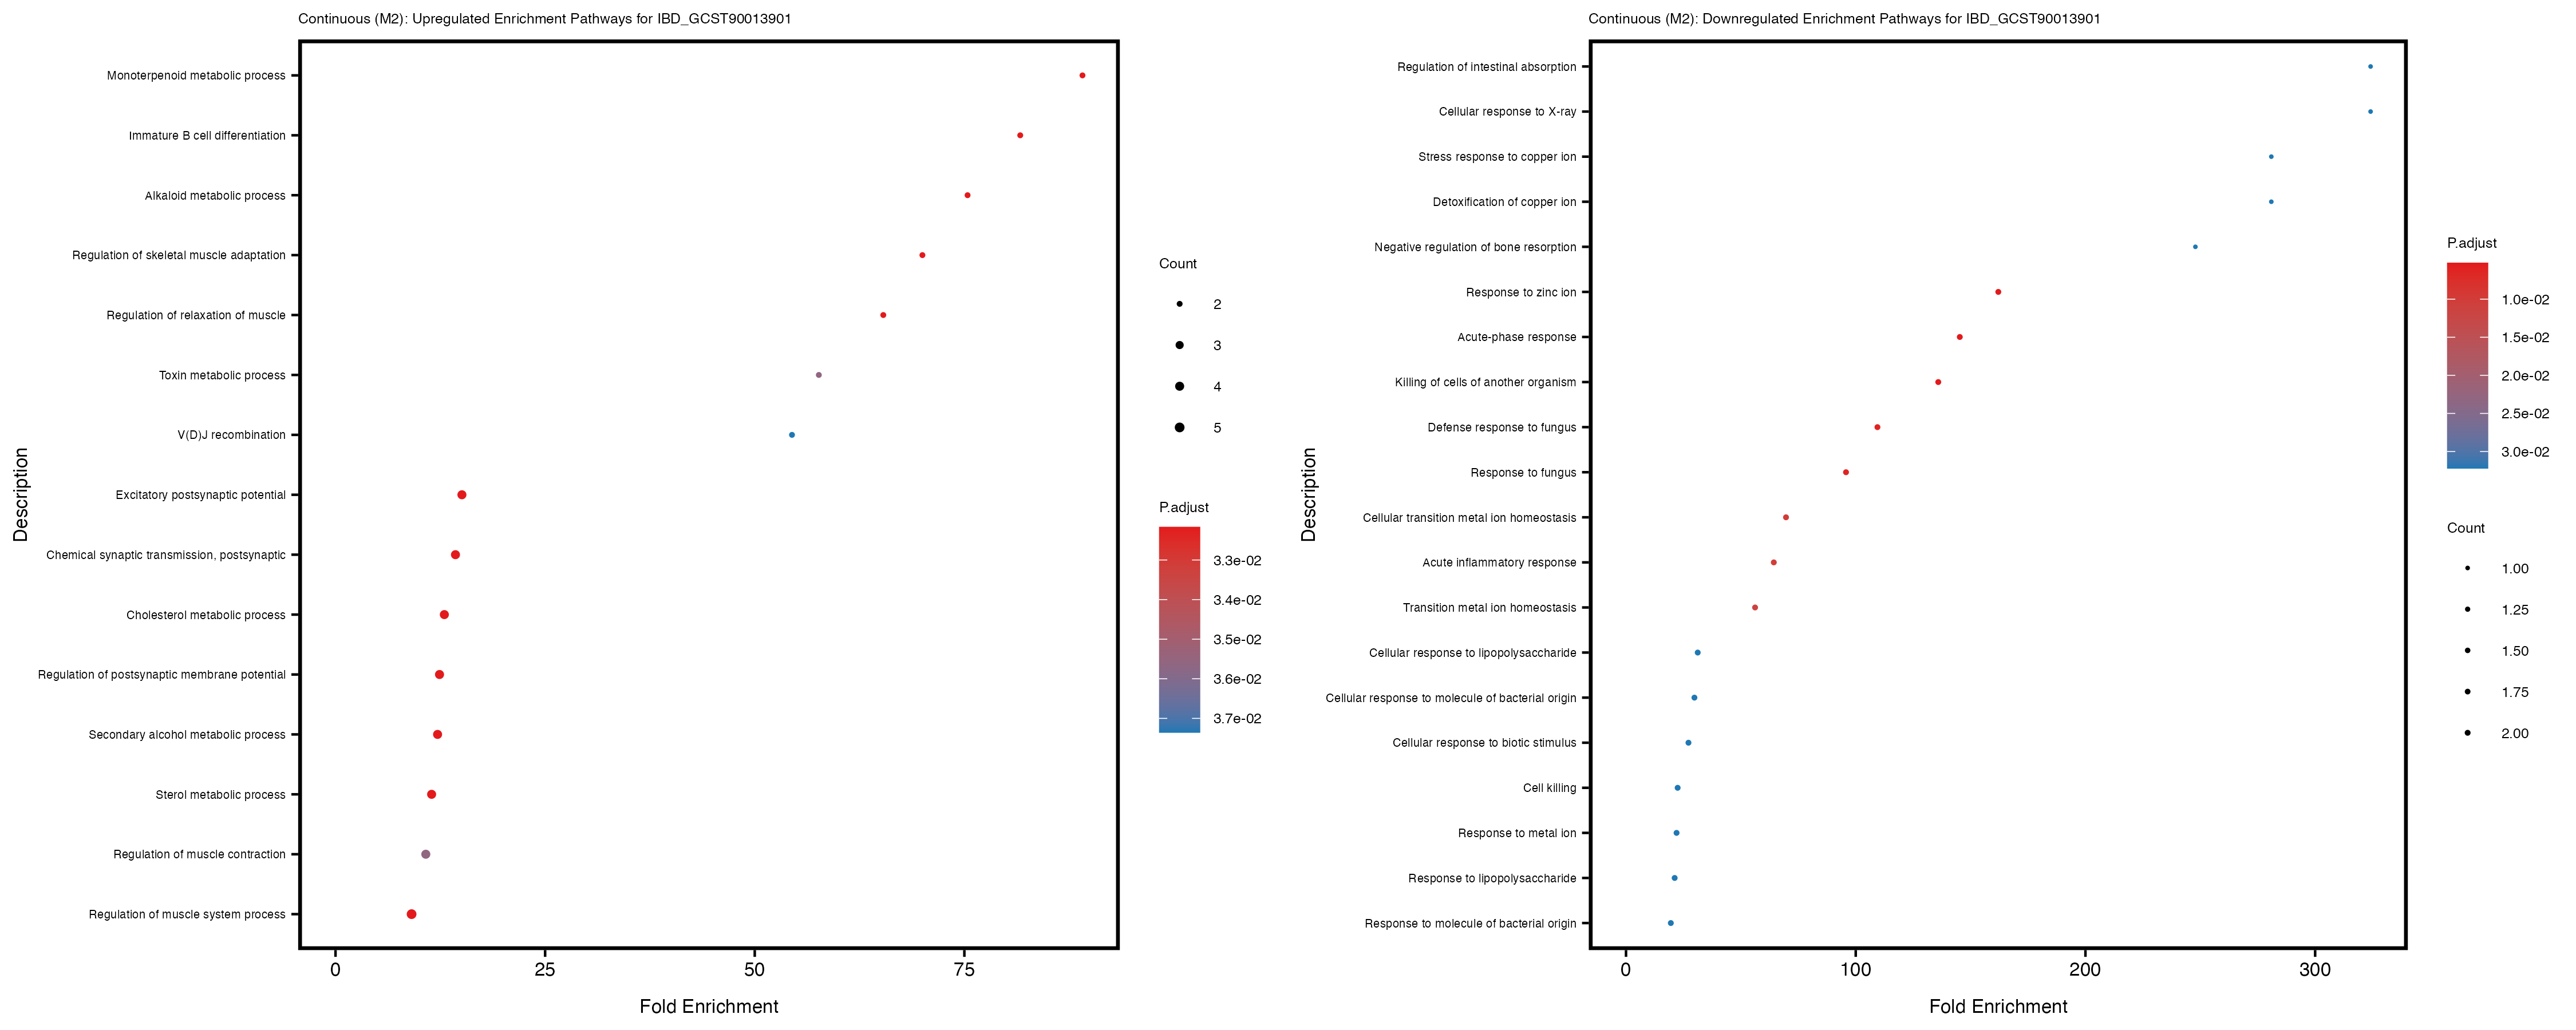 Continuous (M2): Upregulated Enrichment Pathways for IBD_GCST90013901
Description
Monoterpenoid metabolic process
Immature B cell differentiation
Alkaloid metabolic process
Regulation of skeletal muscle adaptation
Regulation of relaxation of muscle
Toxin metabolic process
V(D)J recombination
Excitatory postsynaptic potential
Chemical synaptic transmission, postsynaptic
Cholesterol metabolic process
Regulation of postsynaptic membrane potential
Secondary alcohol metabolic process
Sterol metabolic process
Regulation of muscle contraction
Regulation of muscle system process
0 25 50 75
Fold Enrichment
Count
2
3
4
5
P.adjust
3.3e-02
3.4e-02
3.5e-02
3.6e-02
3.7e-02
Continuous (M2): Downregulated Enrichment Pathways for IBD_GCST90013901
Description
Regulation of intestinal absorption
Cellular response to X-ray
Stress response to copper ion
Detoxification of copper ion
Negative regulation of bone resorption
Response to zinc ion
Acute-phase response
Killing of cells of another organism
Defense response to fungus
Response to fungus
Cellular transition metal ion homeostasis
Acute inflammatory response
Transition metal ion homeostasis
Cellular response to lipopolysaccharide
Cellular response to molecule of bacterial origin
Cellular response to biotic stimulus
Cell killing
Response to metal ion
Response to lipopolysaccharide
Response to molecule of bacterial origin
0 100 200 300
Fold Enrichment
P.adjust
1.0e-02
1.5e-02
2.0e-02
2.5e-02
3.0e-02
Count
1.00
1.25
1.50
1.75
2.00